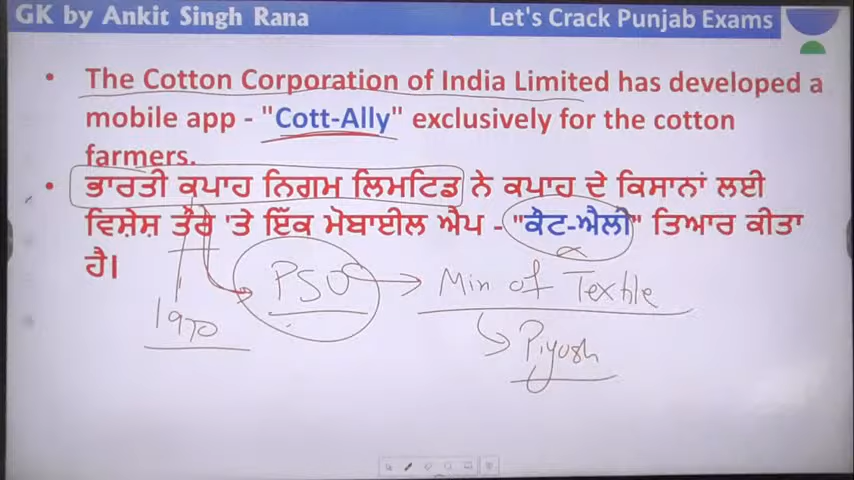 GK by Ankit Singh Rana
Let's Crack Punjab Exams
• The Cotton Corporation of India Limited has developed a
mobile app - "Cott-Ally" exclusively for the cotton
farmers.
• ਭਾਰਤੀ ਕਪਾਹ ਨਿਗਮ ਲਿਮਟਿਡ ਨੇ ਕਪਾਹ ਦੇ ਕਿਸਾਨਾਂ ਲਈ
ਵਿਸ਼ੇਸ਼ ਤੌਰ 'ਤੇ ਇੱਕ ਮੋਬਾਈਲ ਐਪ - "ਕੋਟ-ਐਲੀ" ਤਿਆਰ ਕੀਤਾ
ਹੈ।
PSU → Min of Textile
1970
Piyush